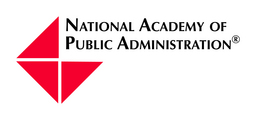 NATIONAL ACADEMY OF
PUBLIC ADMINISTRATION®